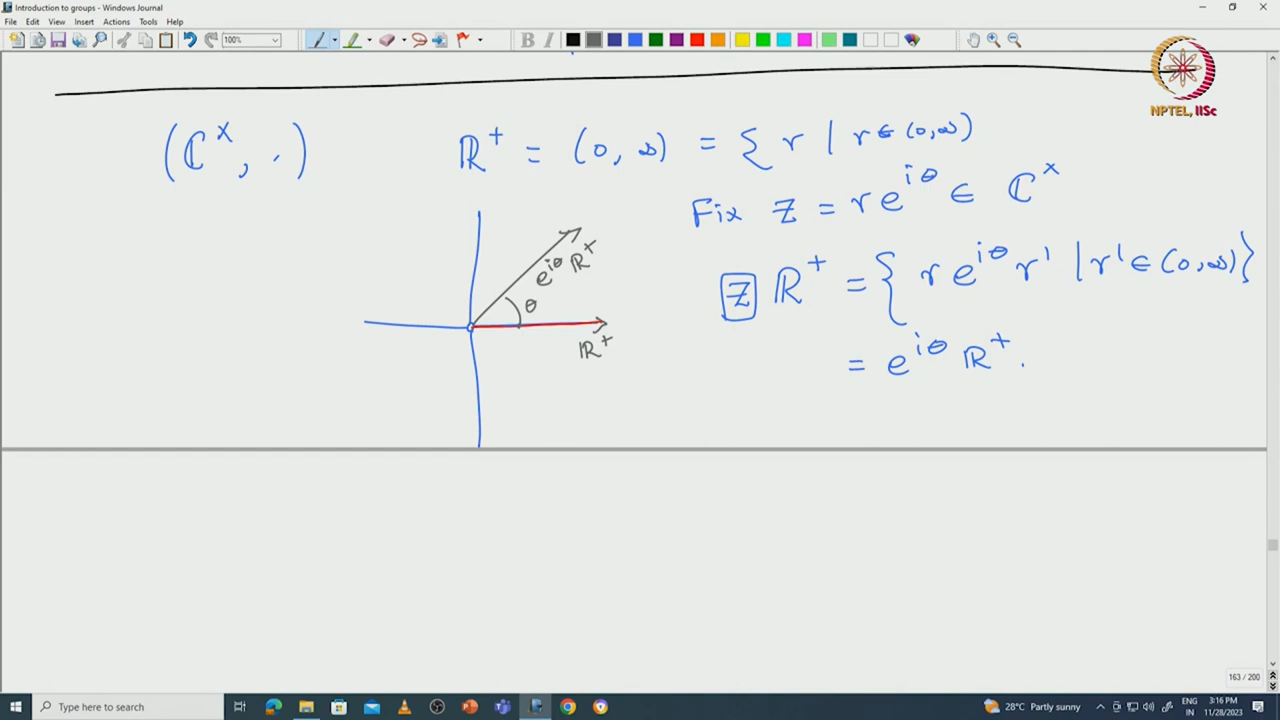 Introduction to groups - Windows Journal
File Edit View Insert Actions Tools Help
100%
B I
NPTEL, IISc
(ℂ^×, ·) ℝ^+ = (0, ∞) = { r | r ∈ (0, ∞)
Fix z = r e^{iθ} ∈ ℂ^×
z ℝ^+ = { r e^{iθ} r' | r' ∈ (0, ∞) }
= e^{iθ} ℝ^+.
e^{iθ} ℝ^+
θ
ℝ^+
163 / 200
Type here to search
28°C Partly sunny
ENG
IN
3:16 PM
11/28/2023